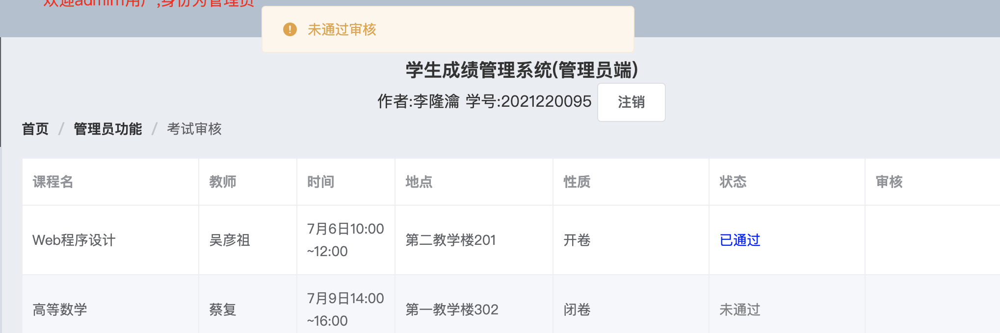 欢迎admim用户,身份为管理员
未通过审核
学生成绩管理系统(管理员端)
作者:李隆瀹 学号:2021220095 注销
首页 / 管理员功能 / 考试审核
课程名 教师 时间 地点 性质 状态 审核
Web程序设计 吴彦祖 7月6日10:00 第二教学楼201 开卷 已通过
~12:00
高等数学 蔡复 7月9日14:00 第一教学楼302 闭卷 未通过
~16:00